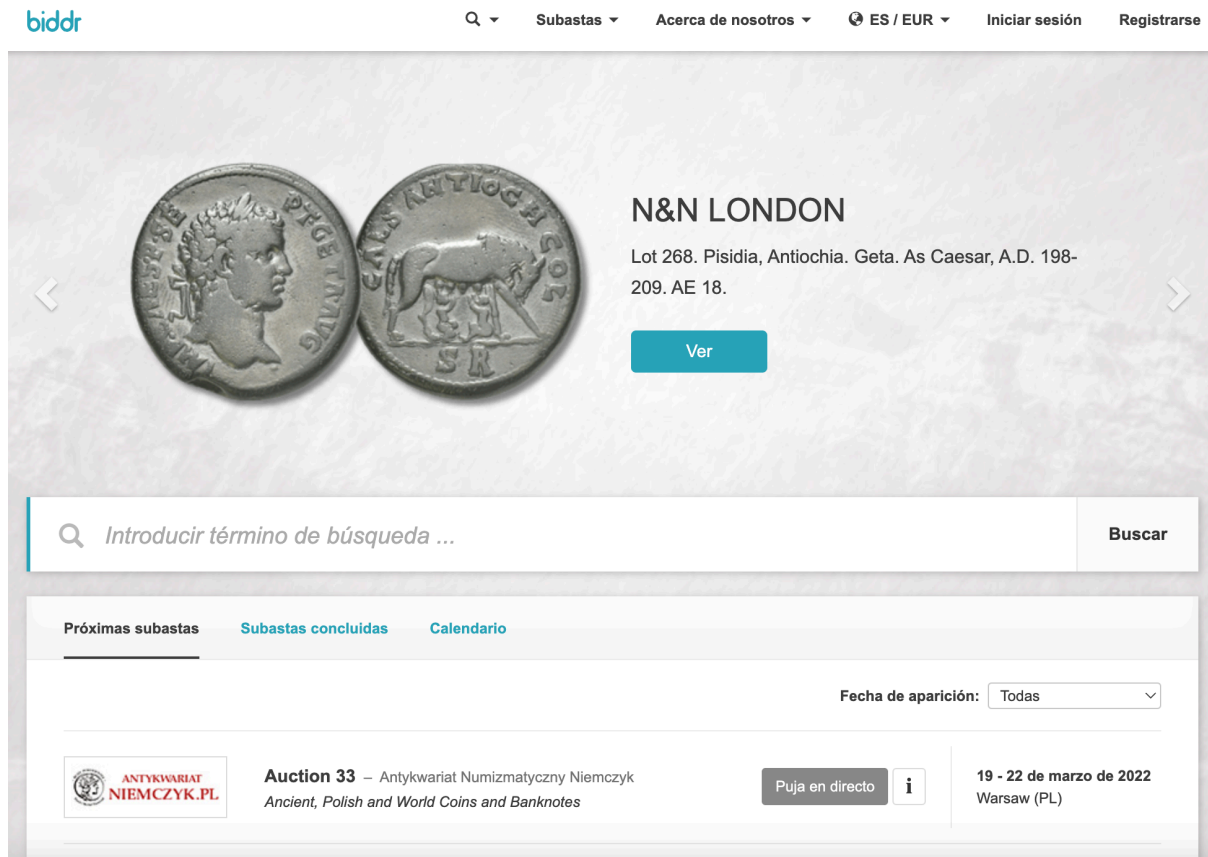 biddr
Subastas
Acerca de nosotros
ES / EUR
Iniciar sesión
Registrarse
N&N LONDON
Lot 268. Pisidia, Antiochia. Geta. As Caesar, A.D. 198-
209. AE 18.
Ver
Introducir término de búsqueda ...
Buscar
Próximas subastas
Subastas concluidas
Calendario
Fecha de aparición:
Todas
ANTYKWARIAT
NIEMCZYK.PL
Auction 33 – Antykwariat Numizmatyczny Niemczyk
Ancient, Polish and World Coins and Banknotes
Puja en directo
i
19 - 22 de marzo de 2022
Warsaw (PL)